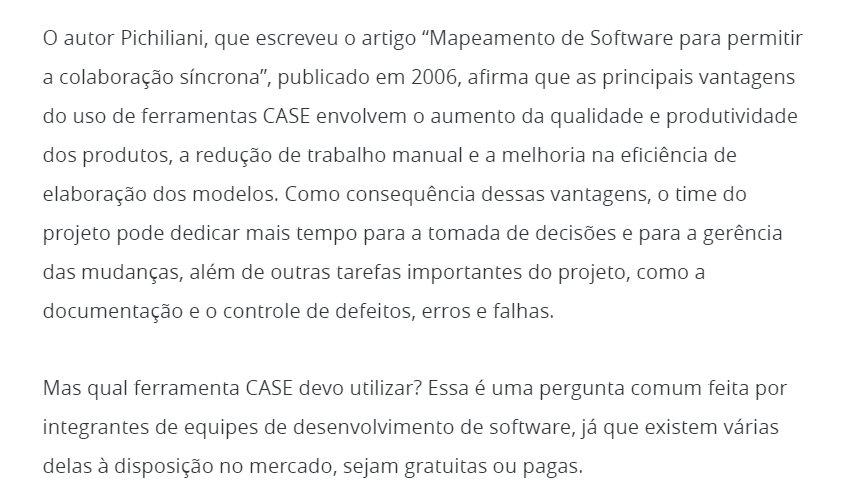 O autor Pichiliani, que escreveu o artigo “Mapeamento de Software para permitir
a colaboração síncrona”, publicado em 2006, afirma que as principais vantagens
do uso de ferramentas CASE envolvem o aumento da qualidade e produtividade
dos produtos, a redução de trabalho manual e a melhoria na eficiência de
elaboração dos modelos. Como consequência dessas vantagens, o time do
projeto pode dedicar mais tempo para a tomada de decisões e para a gerência
das mudanças, além de outras tarefas importantes do projeto, como a
documentação e o controle de defeitos, erros e falhas.
Mas qual ferramenta CASE devo utilizar? Essa é uma pergunta comum feita por
integrantes de equipes de desenvolvimento de software, já que existem várias
delas à disposição no mercado, sejam gratuitas ou pagas.